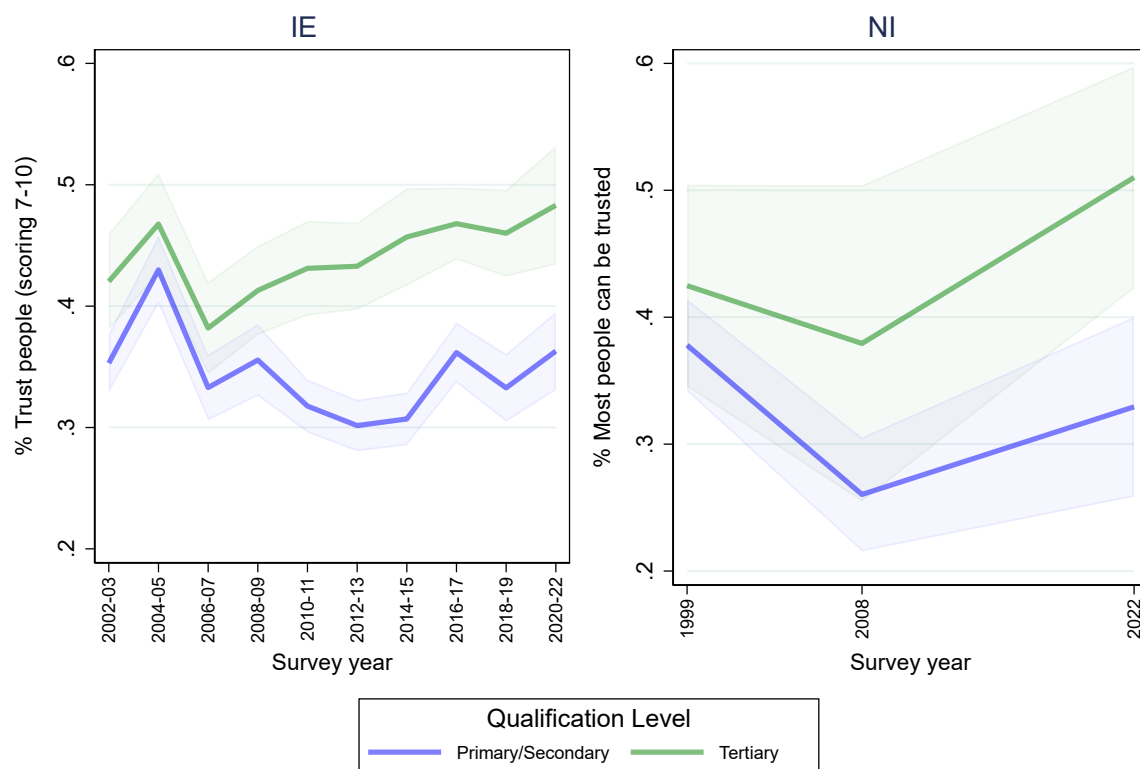 IE
% Trust people (scoring 7-10)
.6
.5
.4
.3
.2
2002-03
2004-05
2006-07
2008-09
2010-11
2012-13
2014-15
2016-17
2018-19
2020-22
Survey year
NI
% Most people can be trusted
.6
.5
.4
.3
.2
1999
2008
2022
Survey year
Qualification Level
Primary/Secondary Tertiary